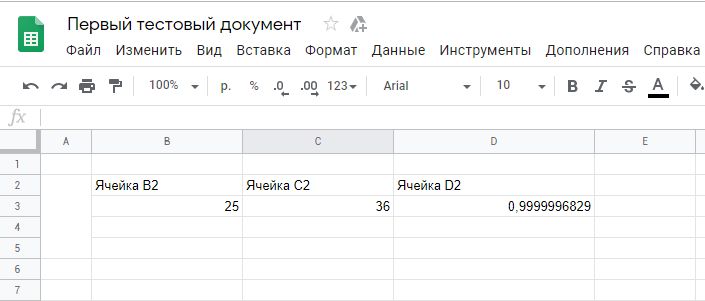 Первый тестовый документ
Файл Изменить Вид Вставка Формат Данные Инструменты Дополнения Справка
100% р. % .0 .00 123 Arial 10 B I S A
fx
A B C D E
1
2 Ячейка B2 Ячейка C2 Ячейка D2
3 25 36 0,9999996829
4
5
6
7